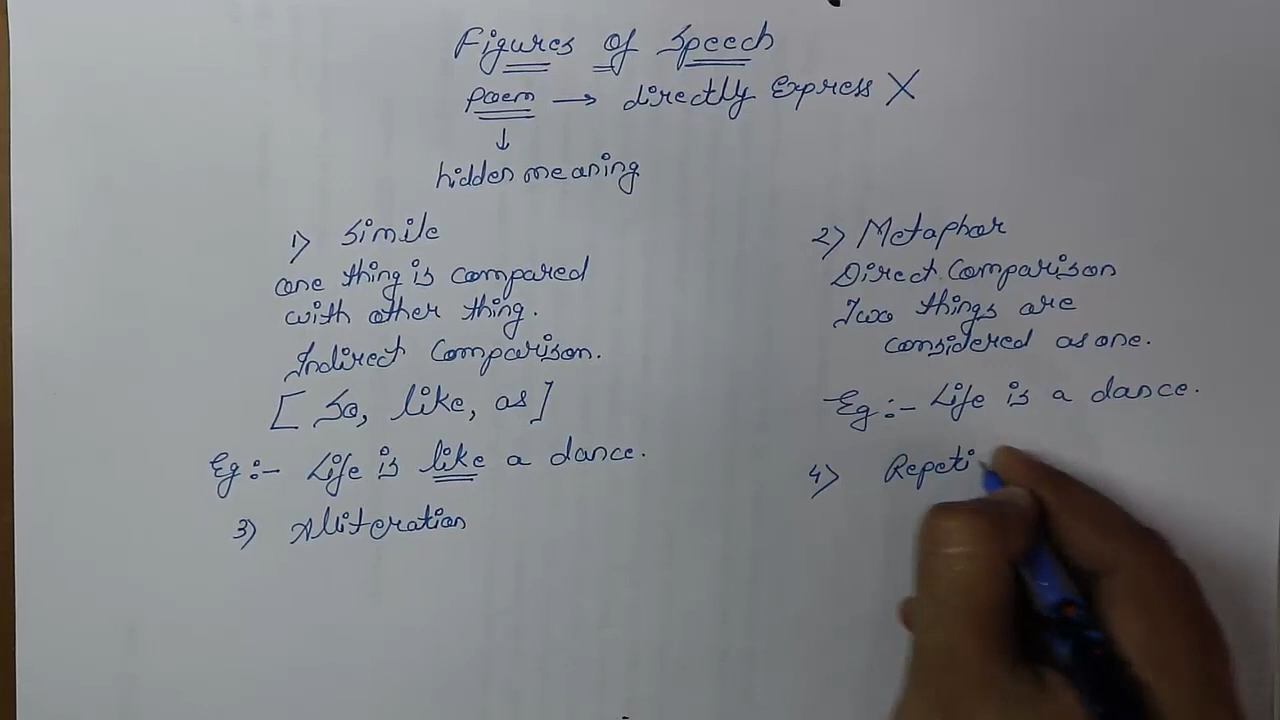 Figures of Speech
Poem → directly Express X
↓
hidden meaning
1) Simile
one thing is compared
with other thing.
Indirect Comparison.
[ So, like, as ]
Eg :- Life is like a dance.
3) Alliteration
2) Metaphor
Direct Comparison
Two things are
considered as one.
Eg :- Life is a dance.
4) Repeti